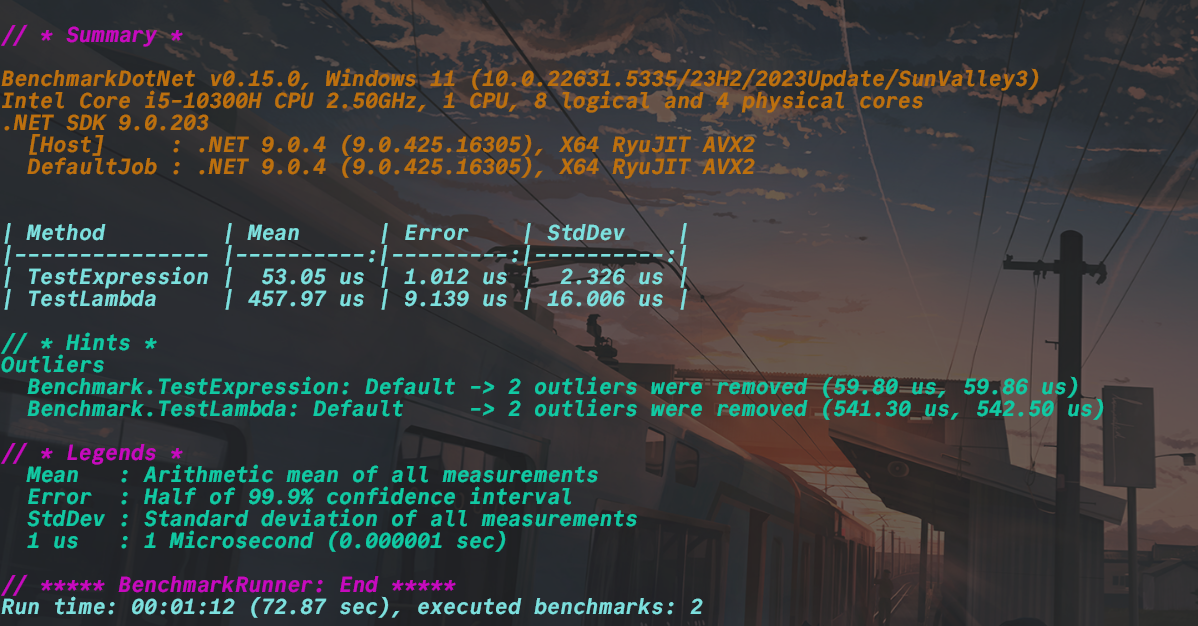 // * Summary *
BenchmarkDotNet v0.15.0, Windows 11 (10.0.22631.5335/23H2/2023Update/SunValley3)
Intel Core i5-10300H CPU 2.50GHz, 1 CPU, 8 logical and 4 physical cores
.NET SDK 9.0.203
  [Host]     : .NET 9.0.4 (9.0.425.16305), X64 RyuJIT AVX2
  DefaultJob : .NET 9.0.4 (9.0.425.16305), X64 RyuJIT AVX2
| Method         | Mean      | Error    | StdDev    |
|--------------- |----------:|---------:|----------:|
| TestExpression |  53.05 us | 1.012 us |  2.326 us |
| TestLambda     | 457.97 us | 9.139 us | 16.006 us |
// * Hints *
Outliers
  Benchmark.TestExpression: Default -> 2 outliers were removed (59.80 us, 59.86 us)
  Benchmark.TestLambda: Default     -> 2 outliers were removed (541.30 us, 542.50 us)
// * Legends *
  Mean   : Arithmetic mean of all measurements
  Error  : Half of 99.9% confidence interval
  StdDev : Standard deviation of all measurements
  1 us   : 1 Microsecond (0.000001 sec)
// ***** BenchmarkRunner: End *****
Run time: 00:01:12 (72.87 sec), executed benchmarks: 2